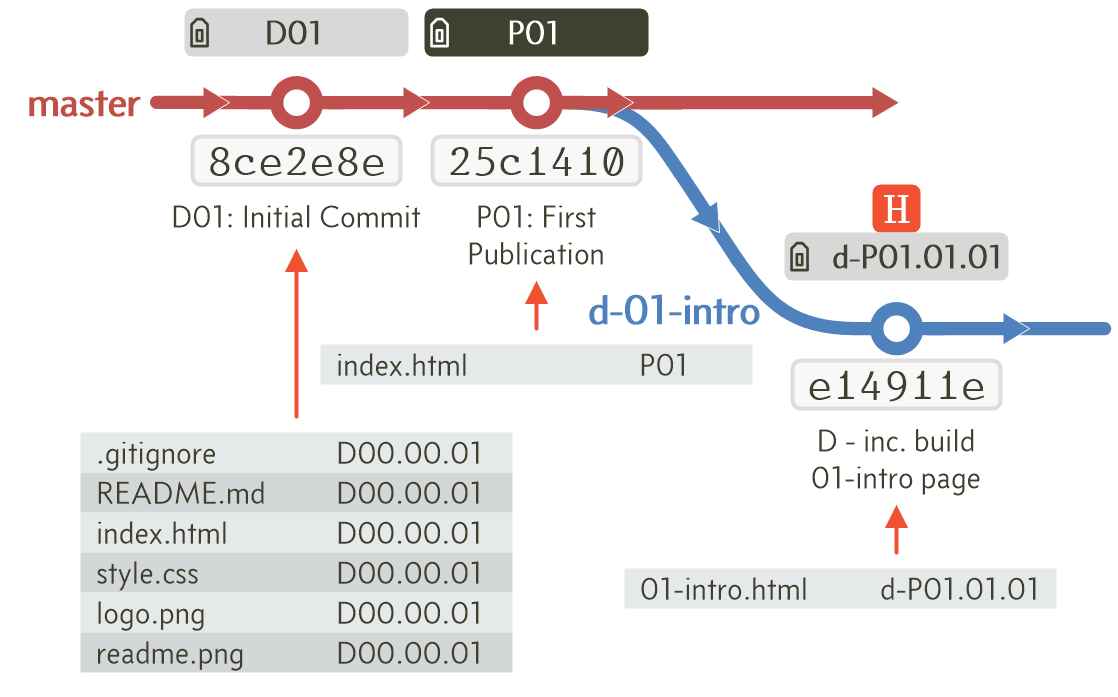 D01
P01
master
8ce2e8e
25c1410
D01: Initial Commit
P01: First
Publication
H
d-P01.01.01
d-01-intro
e14911e
D - inc. build
01-intro page
index.html P01
.gitignore D00.00.01
README.md D00.00.01
index.html D00.00.01
style.css D00.00.01
logo.png D00.00.01
readme.png D00.00.01
01-intro.html d-P01.01.01